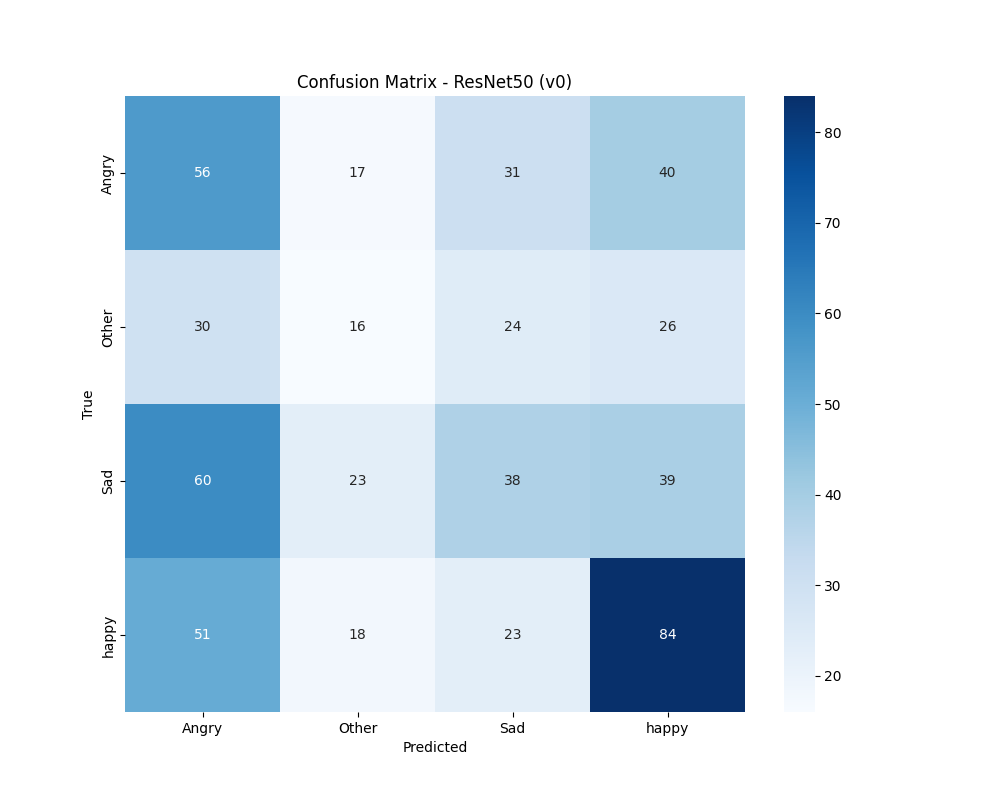 Confusion Matrix - ResNet50 (v0)
Angry 56 17 31 40
Other 30 16 24 26
Sad 60 23 38 39
happy 51 18 23 84
Angry Other Sad happy
Predicted
True
80
70
60
50
40
30
20